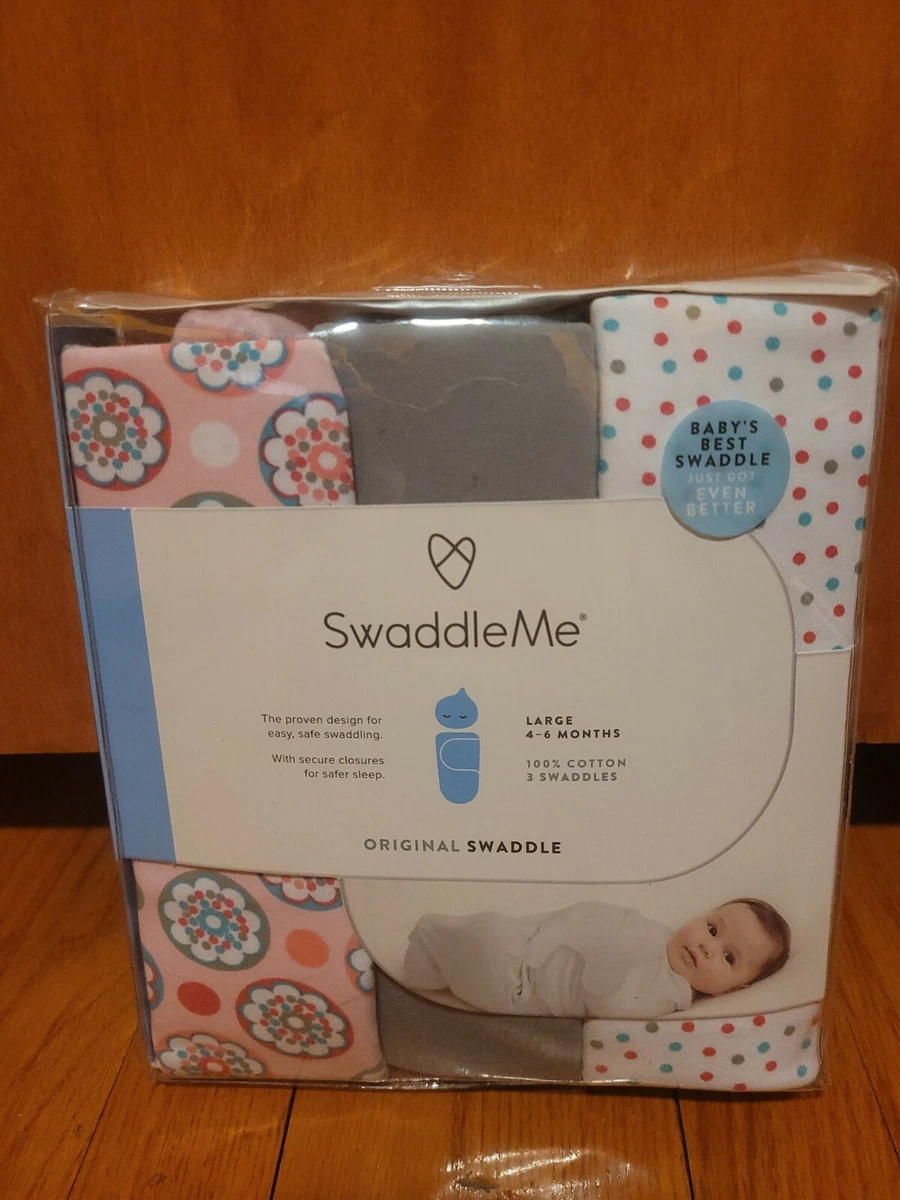 BABY'S
BEST
SWADDLE
JUST GOT
EVEN
BETTER
SwaddleMe®
The proven design for
easy, safe swaddling.
With secure closures
for safer sleep.
LARGE
4–6 MONTHS
100% COTTON
3 SWADDLES
ORIGINAL SWADDLE